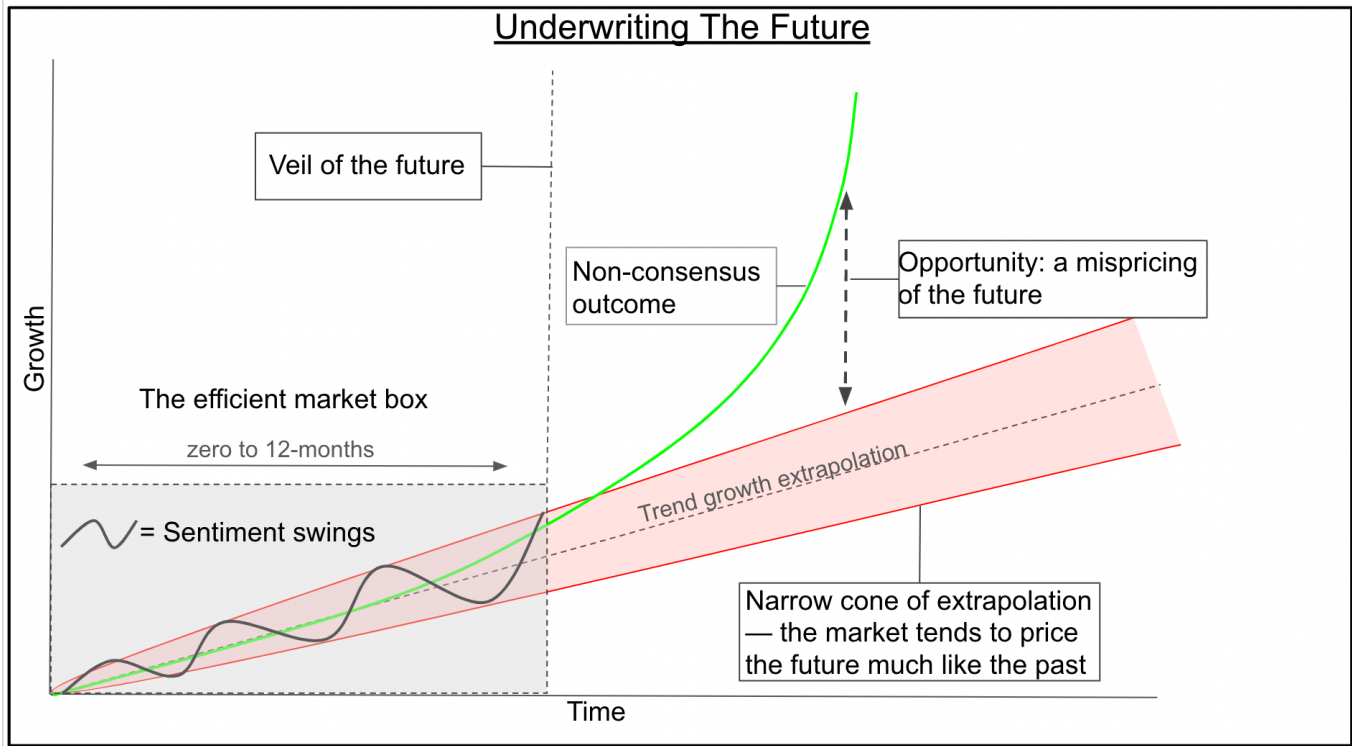 Underwriting The Future
Veil of the future
Non-consensus
outcome
Opportunity: a mispricing
of the future
Growth
The efficient market box
zero to 12-months
= Sentiment swings
Trend growth extrapolation
Narrow cone of extrapolation
— the market tends to price
the future much like the past
Time